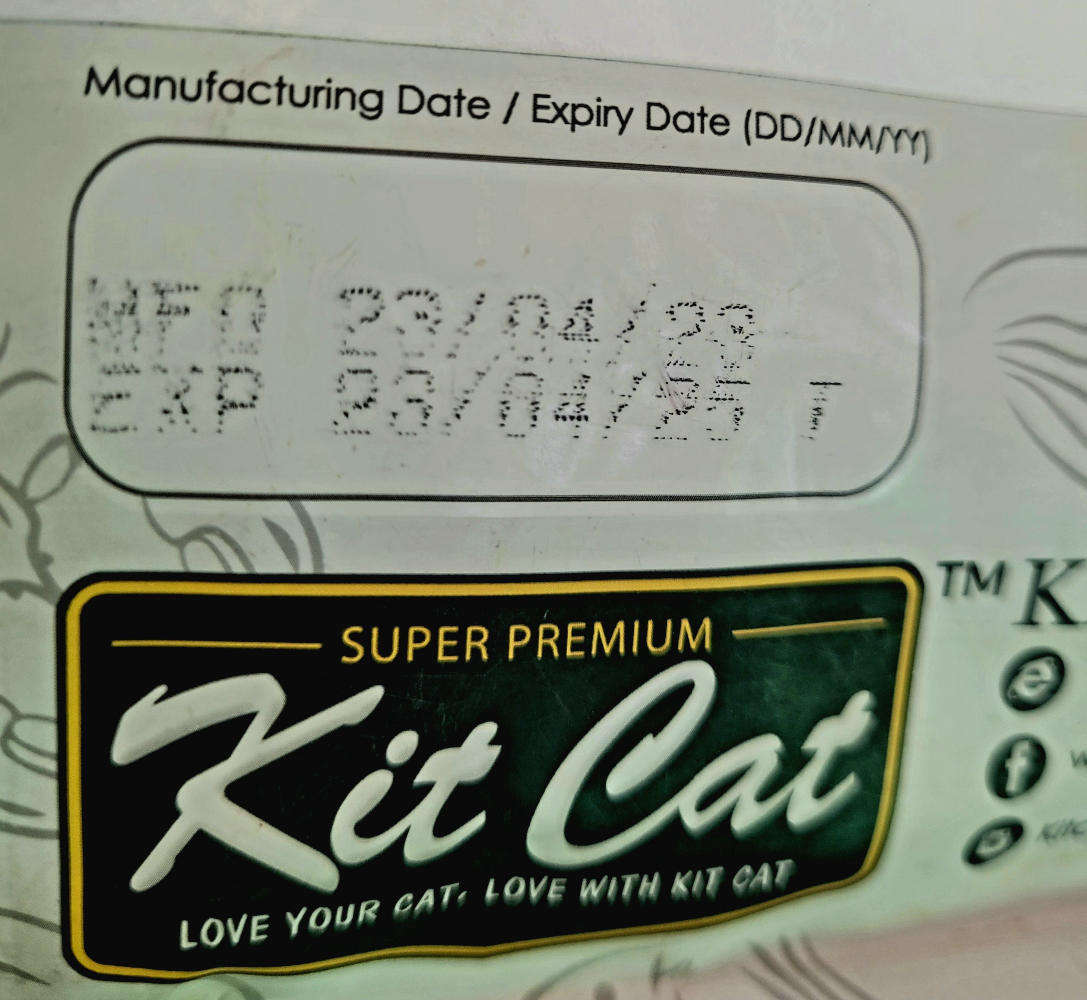 Manufacturing Date / Expiry Date (DD/MM/YY)
MFG 23/04/23
EXP 23/04/25 T
SUPER PREMIUM
Kit Cat
LOVE YOUR CAT, LOVE WITH KIT CAT
TM K